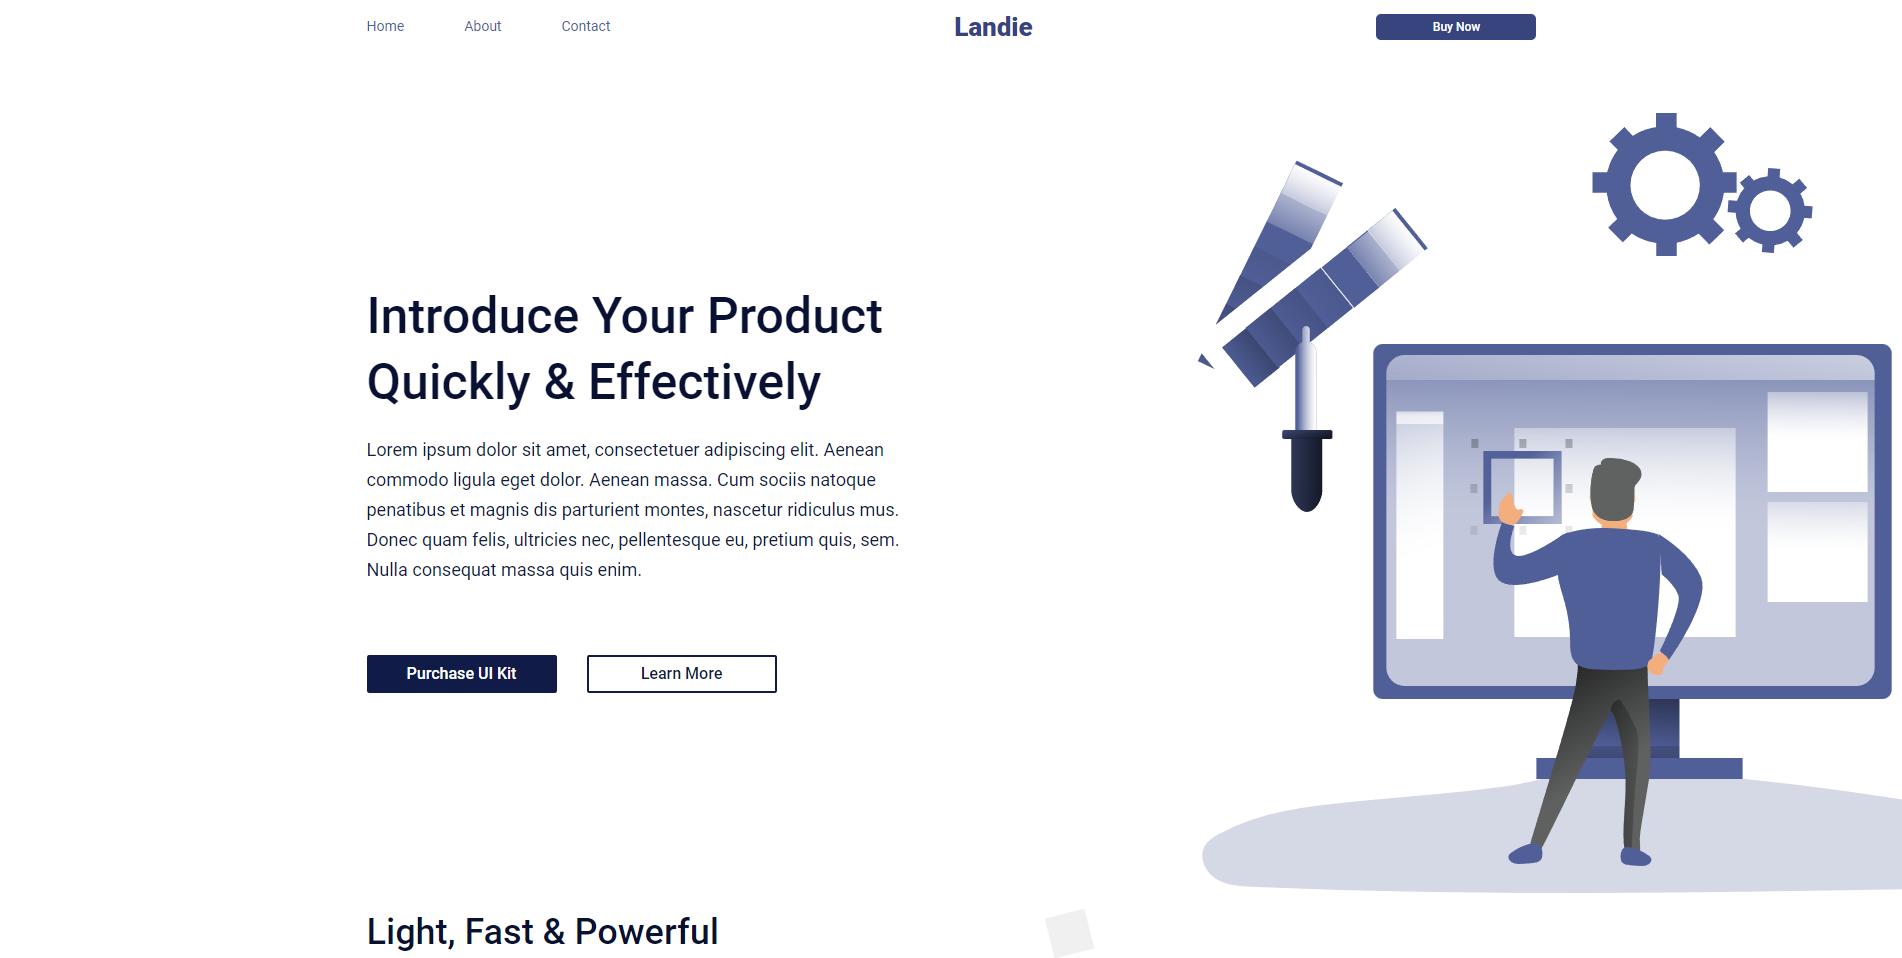 Home About Contact Landie Buy Now
Introduce Your Product
Quickly & Effectively
Lorem ipsum dolor sit amet, consectetuer adipiscing elit. Aenean
commodo ligula eget dolor. Aenean massa. Cum sociis natoque
penatibus et magnis dis parturient montes, nascetur ridiculus mus.
Donec quam felis, ultricies nec, pellentesque eu, pretium quis, sem.
Nulla consequat massa quis enim.
Purchase UI Kit Learn More
Light, Fast & Powerful